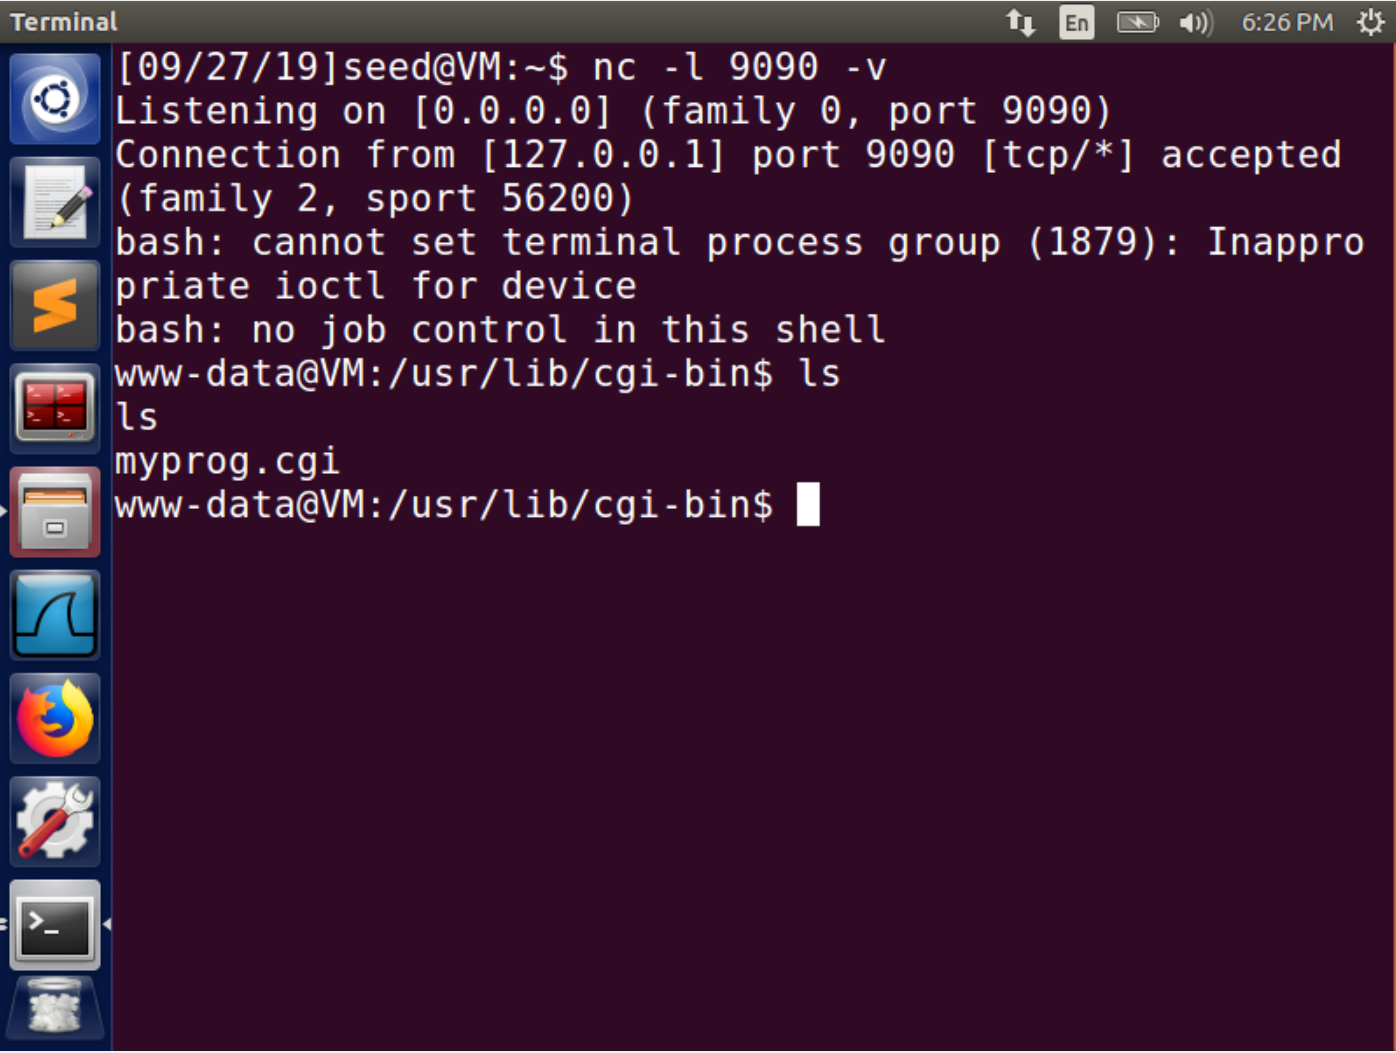 Terminal
En
6:26 PM
[09/27/19]seed@VM:~$ nc -l 9090 -v
Listening on [0.0.0.0] (family 0, port 9090)
Connection from [127.0.0.1] port 9090 [tcp/*] accepted
(family 2, sport 56200)
bash: cannot set terminal process group (1879): Inappro
priate ioctl for device
bash: no job control in this shell
www-data@VM:/usr/lib/cgi-bin$ ls
ls
myprog.cgi
www-data@VM:/usr/lib/cgi-bin$